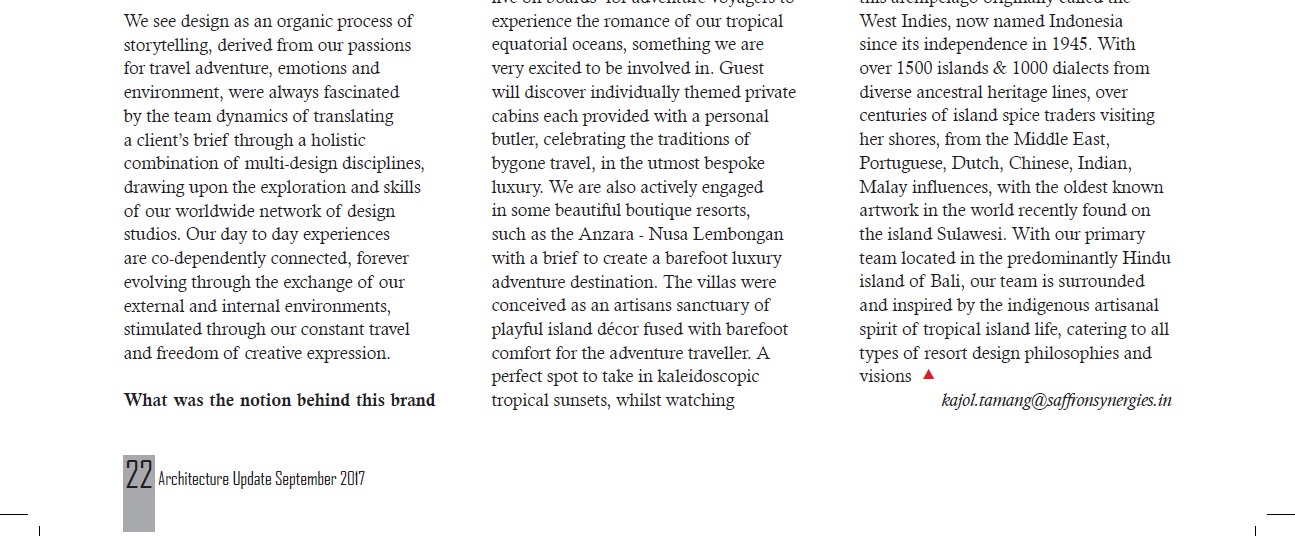 We see design as an organic process of
storytelling, derived from our passions
for travel adventure, emotions and
environment, were always fascinated
by the team dynamics of translating
a client’s brief through a holistic
combination of multi-design disciplines,
drawing upon the exploration and skills
of our worldwide network of design
studios. Our day to day experiences
are co-dependently connected, forever
evolving through the exchange of our
external and internal environments,
stimulated through our constant travel
and freedom of creative expression.
What was the notion behind this brand
experience the romance of our tropical
equatorial oceans, something we are
very excited to be involved in. Guest
will discover individually themed private
cabins each provided with a personal
butler, celebrating the traditions of
bygone travel, in the utmost bespoke
luxury. We are also actively engaged
in some beautiful boutique resorts,
such as the Anzara - Nusa Lembongan
with a brief to create a barefoot luxury
adventure destination. The villas were
conceived as an artisans sanctuary of
playful island décor fused with barefoot
comfort for the adventure traveller. A
perfect spot to take in kaleidoscopic
tropical sunsets, whilst watching
West Indies, now named Indonesia
since its independence in 1945. With
over 1500 islands & 1000 dialects from
diverse ancestral heritage lines, over
centuries of island spice traders visiting
her shores, from the Middle East,
Portuguese, Dutch, Chinese, Indian,
Malay influences, with the oldest known
artwork in the world recently found on
the island Sulawesi. With our primary
team located in the predominantly Hindu
island of Bali, our team is surrounded
and inspired by the indigenous artisanal
spirit of tropical island life, catering to all
types of resort design philosophies and
visions
kajol.tamang@saffronsynergies.in
22 Architecture Update September 2017